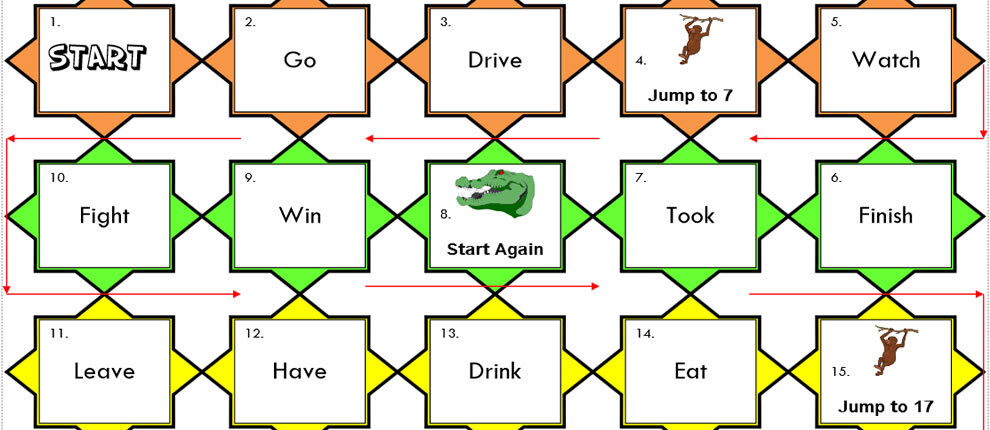 1.
START
2.
Go
3.
Drive
4.
Jump to 7
5.
Watch
10.
Fight
9.
Win
8.
Start Again
7.
Took
6.
Finish
11.
Leave
12.
Have
13.
Drink
14.
Eat
15.
Jump to 17